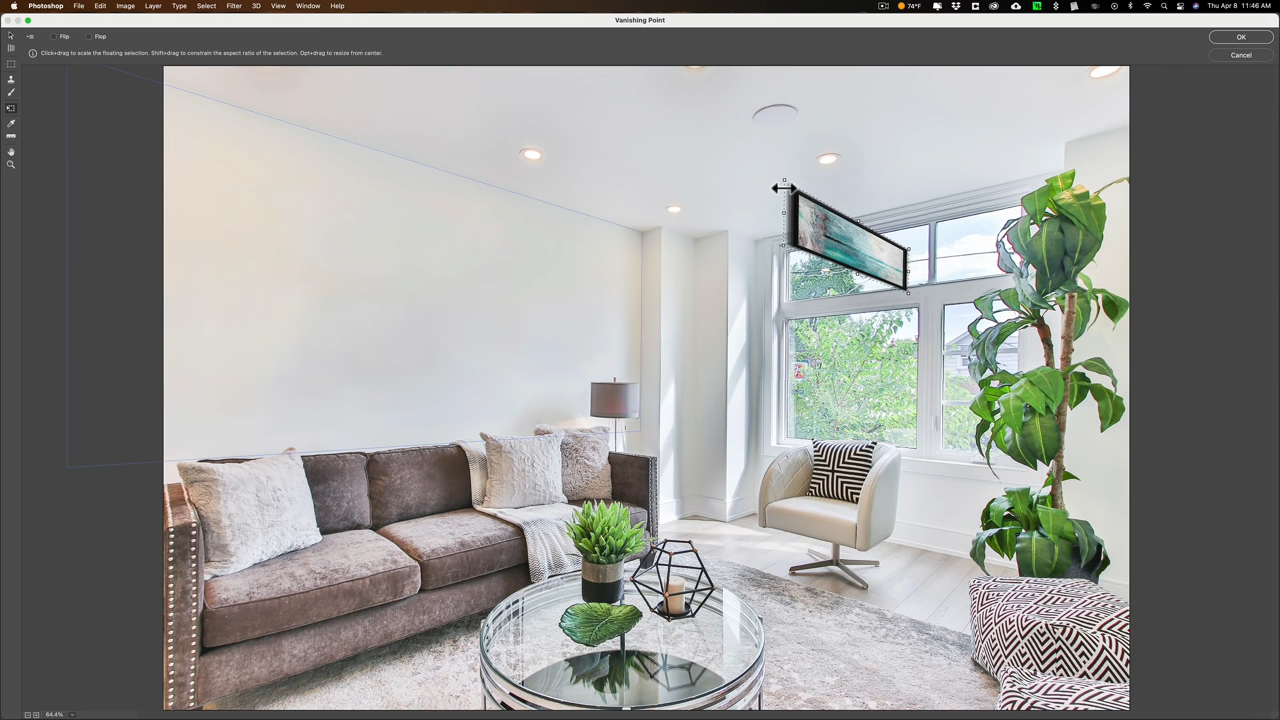 Photoshop File Edit Image Layer Type Select Filter 3D View Window Help 74°F Thu Apr 8 11:46 AM
Vanishing Point
Flip Flop OK
Click+drag to scale the floating selection. Shift+drag to constrain the aspect ratio of the selection. Opt+drag to resize from center.
Cancel
64.4%